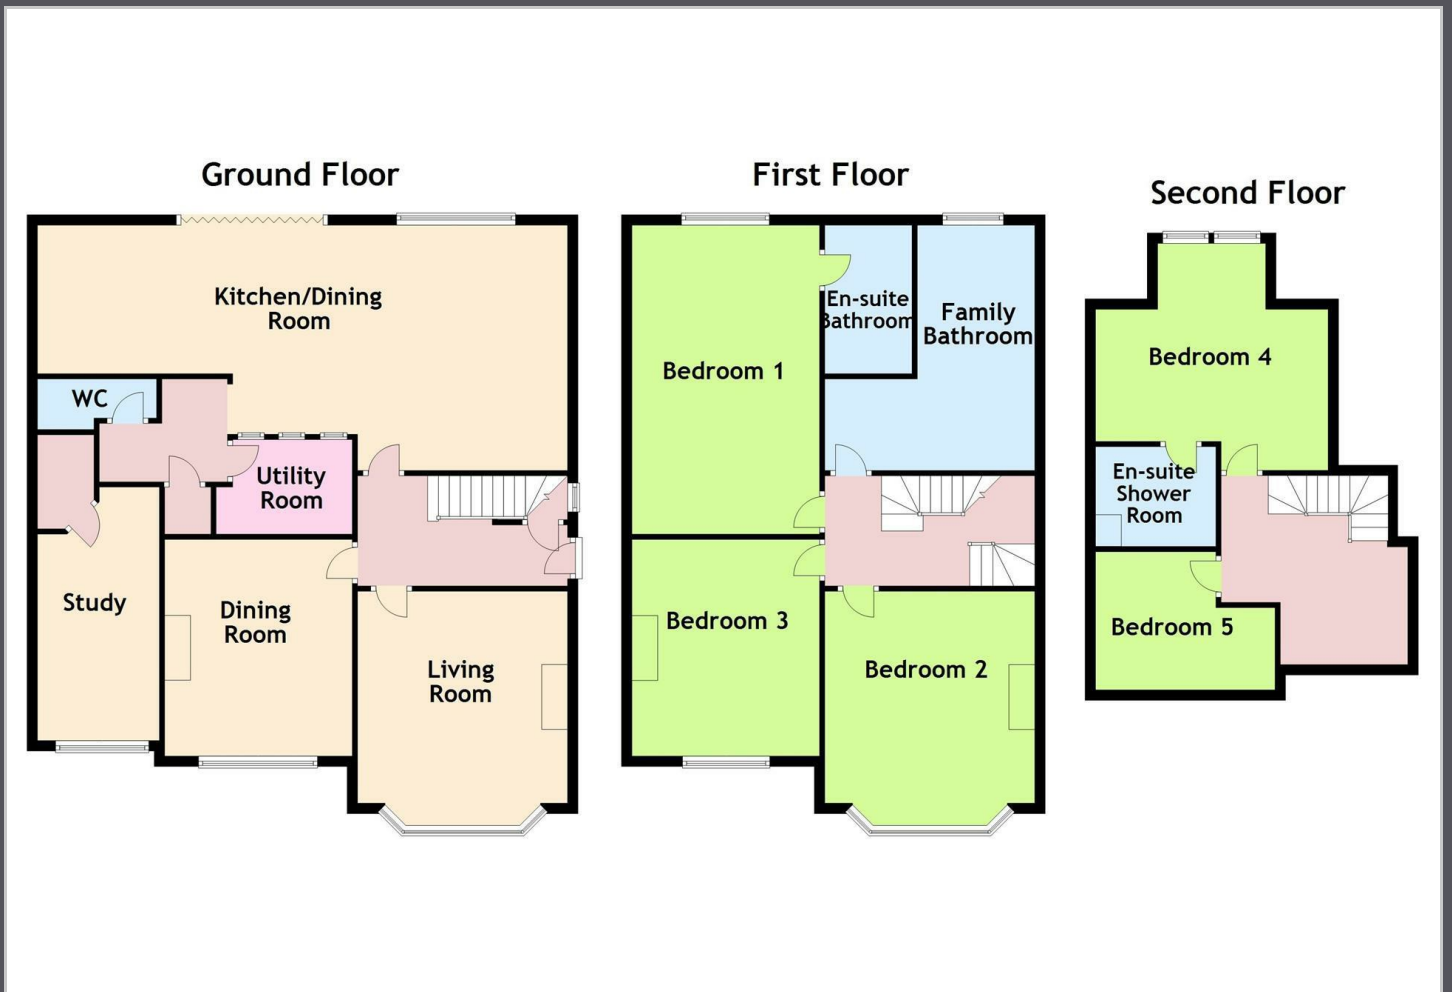 Ground Floor
Kitchen/Dining
Room
WC
Utility
Room
Study
Dining
Room
Living
Room
First Floor
Bedroom 1
En-suite
Bathroom
Family
Bathroom
Bedroom 3
Bedroom 2
Second Floor
Bedroom 4
En-suite
Shower
Room
Bedroom 5